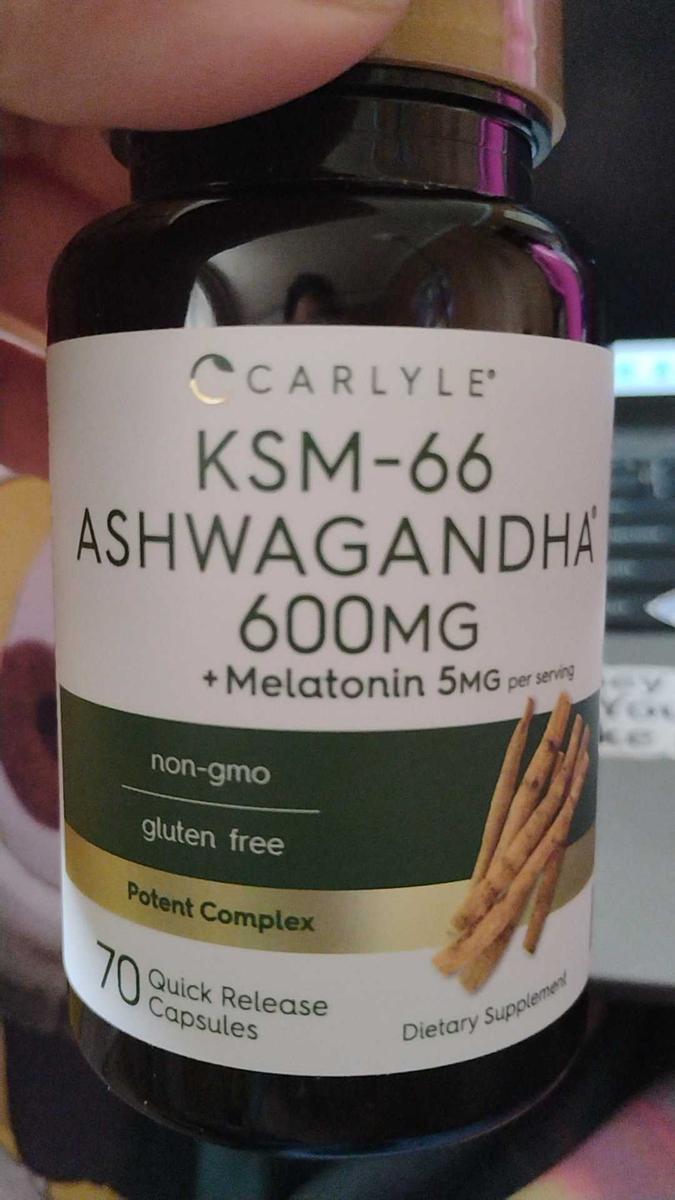 CARLYLE®
KSM-66
ASHWAGANDHA®
600MG
+Melatonin 5MG per serving
non-gmo
gluten free
Potent Complex
70 Quick Release
Capsules
Dietary Supplement